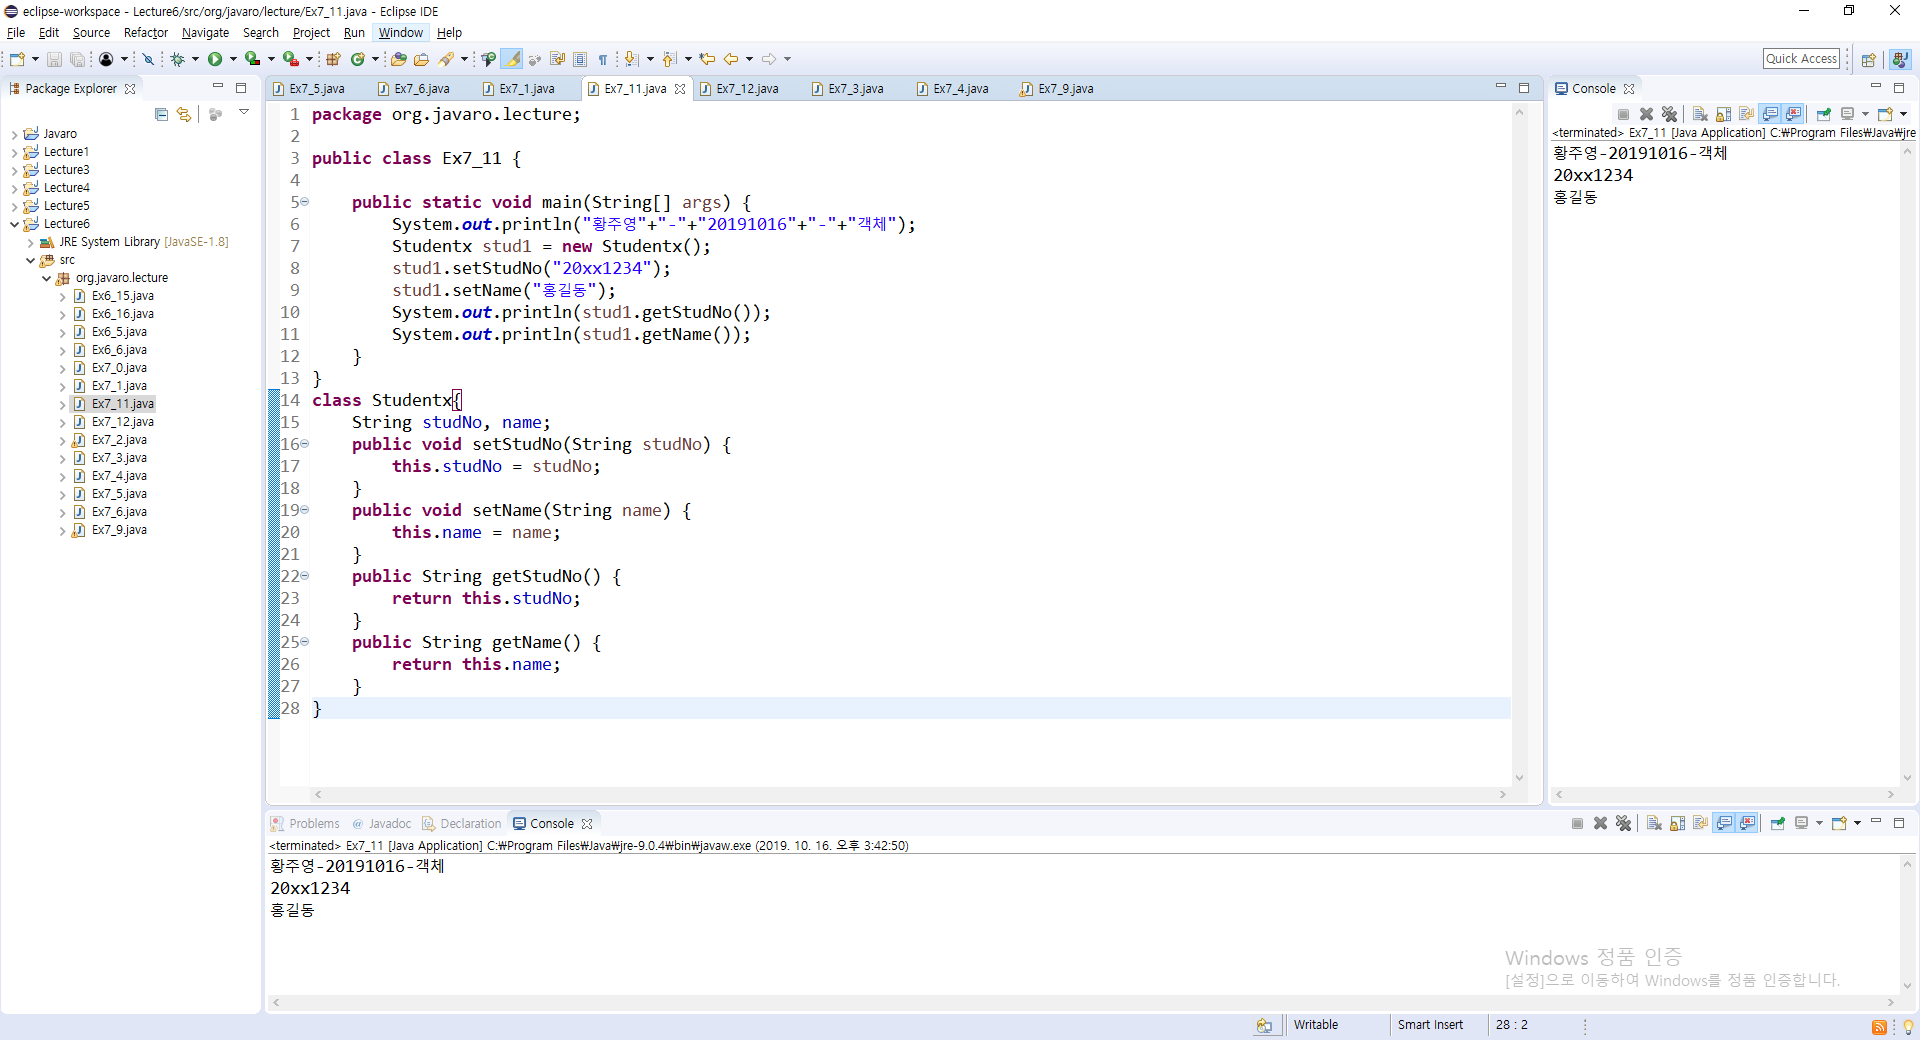 eclipse-workspace - Lecture6/src/org/javaro/lecture/Ex7_11.java - Eclipse IDE
File Edit Source Refactor Navigate Search Project Run Window Help
Quick Access
Package Explorer
Javaro
Lecture1
Lecture3
Lecture4
Lecture5
Lecture6
JRE System Library [JavaSE-1.8]
src
org.javaro.lecture
Ex6_15.java
Ex6_16.java
Ex6_5.java
Ex6_6.java
Ex7_0.java
Ex7_1.java
Ex7_11.java
Ex7_12.java
Ex7_2.java
Ex7_3.java
Ex7_4.java
Ex7_5.java
Ex7_6.java
Ex7_9.java
Ex7_5.java Ex7_6.java Ex7_1.java Ex7_11.java Ex7_12.java Ex7_3.java Ex7_4.java Ex7_9.java
1 package org.javaro.lecture;
2
3 public class Ex7_11 {
4
5 public static void main(String[] args) {
6 System.out.println("황주영"+"-"+"20191016"+"-"+"객체");
7 Studentx stud1 = new Studentx();
8 stud1.setStudNo("20xx1234");
9 stud1.setName("홍길동");
10 System.out.println(stud1.getStudNo());
11 System.out.println(stud1.getName());
12 }
13 }
14 class Studentx{
15 String studNo, name;
16 public void setStudNo(String studNo) {
17 this.studNo = studNo;
18 }
19 public void setName(String name) {
20 this.name = name;
21 }
22 public String getStudNo() {
23 return this.studNo;
24 }
25 public String getName() {
26 return this.name;
27 }
28 }
Console
<terminated> Ex7_11 [Java Application] C:₩Program Files₩Java₩jre
황주영-20191016-객체
20xx1234
홍길동
Problems @ Javadoc Declaration Console
<terminated> Ex7_11 [Java Application] C:₩Program Files₩Java₩jre-9.0.4₩bin₩javaw.exe (2019. 10. 16. 오후 3:42:50)
황주영-20191016-객체
20xx1234
홍길동
Windows 정품 인증
[설정]으로 이동하여 Windows를 정품 인증합니다.
Writable Smart Insert 28 : 2